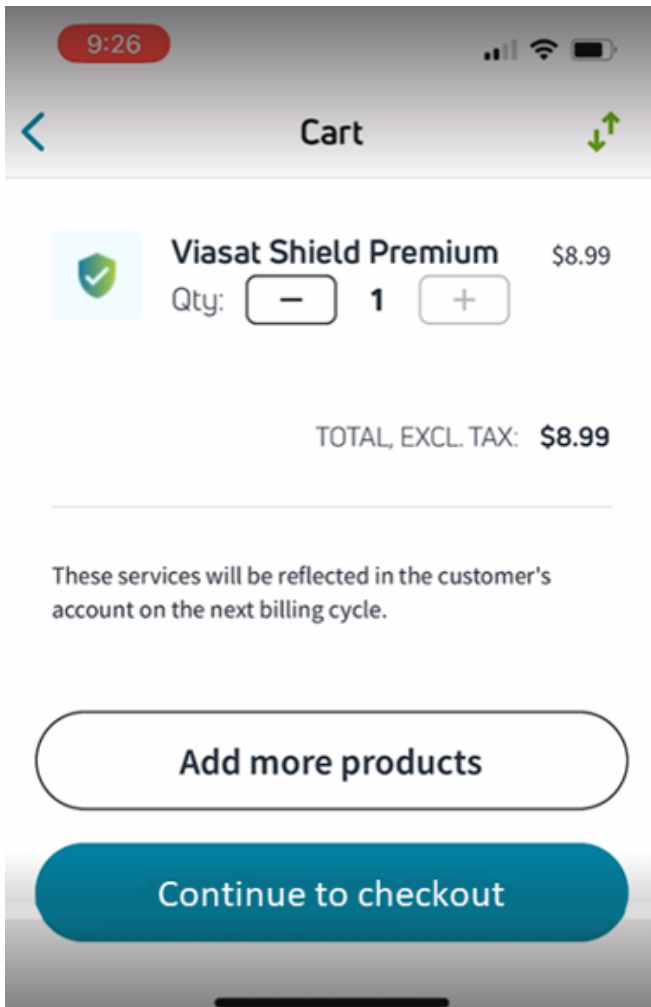 9:26
Cart
Viasat Shield Premium $8.99
Qty: − 1 +
TOTAL, EXCL. TAX: $8.99
These services will be reflected in the customer's
account on the next billing cycle.
Add more products
Continue to checkout